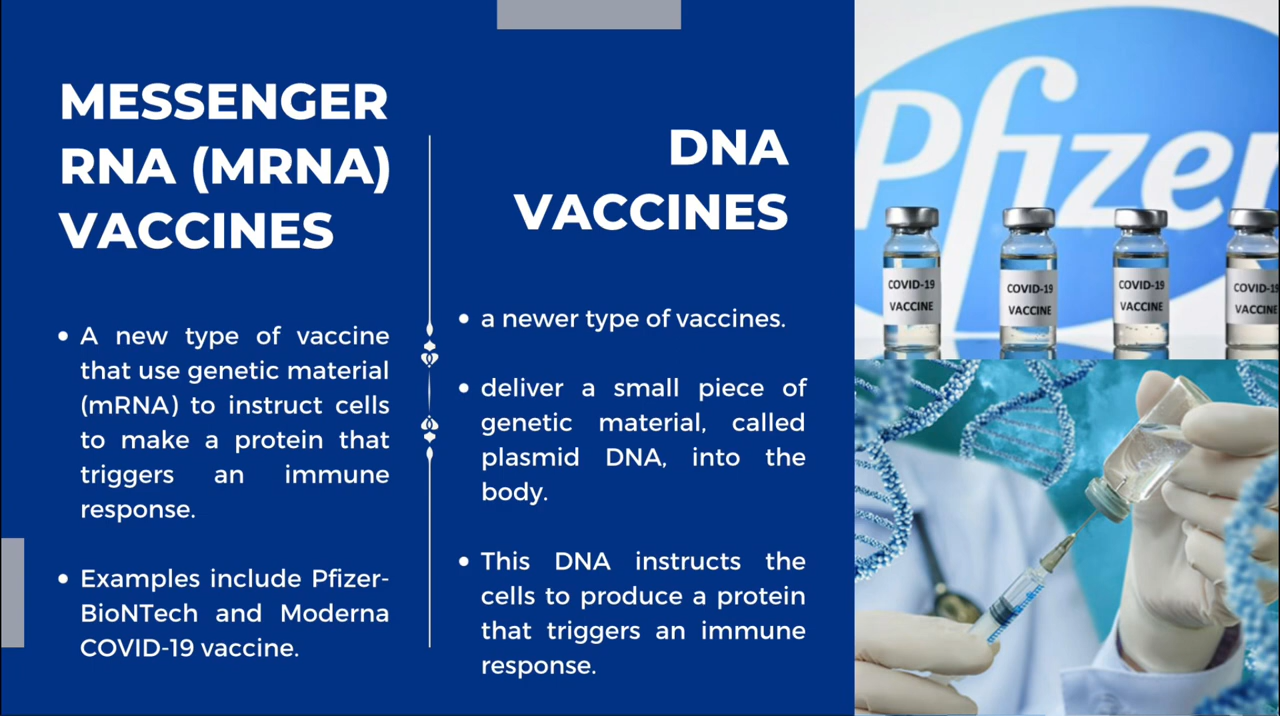 MESSENGER
RNA (MRNA)
VACCINES
A new type of vaccine
that use genetic material
(mRNA) to instruct cells
to make a protein that
triggers an immune
response.
Examples include Pfizer-
BioNTech and Moderna
COVID-19 vaccine.
DNA
VACCINES
a newer type of vaccines.
deliver a small piece of
genetic material, called
plasmid DNA, into the
body.
This DNA instructs the
cells to produce a protein
that triggers an immune
response.
Pfizer
COVID-19
VACCINE
COVID-19
VACCINE
COVID-19
VACCINE
COVID-19
VACCINE